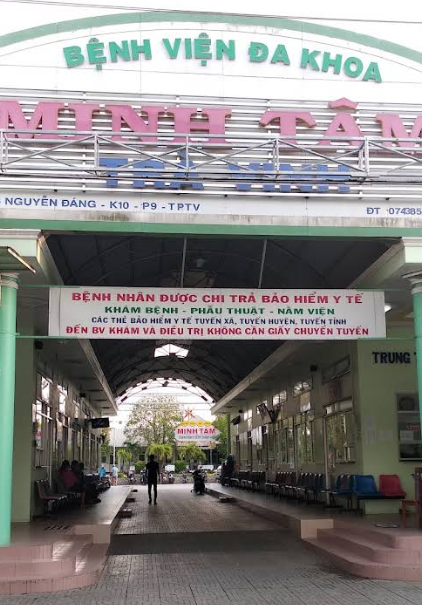 BỆNH VIỆN ĐA KHOA
MINH TÂM
TRÀ VINH
NGUYỄN ĐÁNG - K10 - P9 - TPTV
ĐT :074385
BỆNH NHÂN ĐƯỢC CHI TRẢ BẢO HIỂM Y TẾ
KHÁM BỆNH - PHẪU THUẬT - NẰM VIỆN
CÁC THẺ BẢO HIỂM Y TẾ TUYẾN XÃ, TUYẾN HUYỆN, TUYẾN TỈNH
ĐẾN BV KHÁM VÀ ĐIỀU TRỊ KHÔNG CẦN GIẤY CHUYỂN TUYẾN
TRUNG T
MINH TÂM